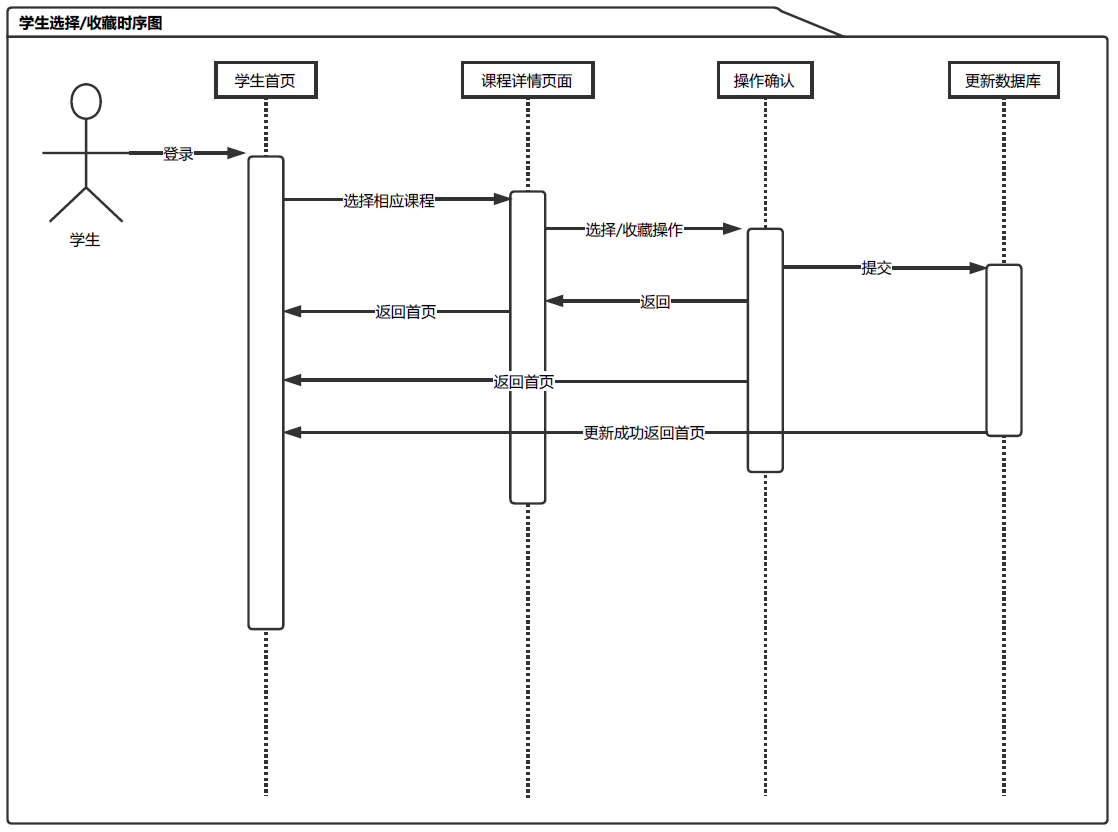 学生选择/收藏时序图
学生首页
课程详情页面
操作确认
更新数据库
登录
选择相应课程
选择/收藏操作
学生
提交
返回
返回首页
返回首页
更新成功返回首页